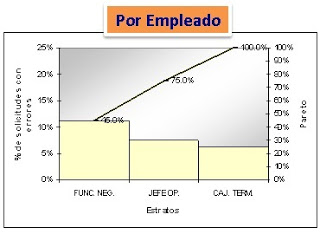 Por Empleado
25%
20%
15%
10%
5%
0%
% de solicitudes con
errores
100.0%
75.0%
45.0%
100%
90%
80%
70%
60%
50%
40%
30%
20%
10%
0%
Pareto
FUNC. NEG.
JEFE OP.
CAJ. TERM.
Estratos